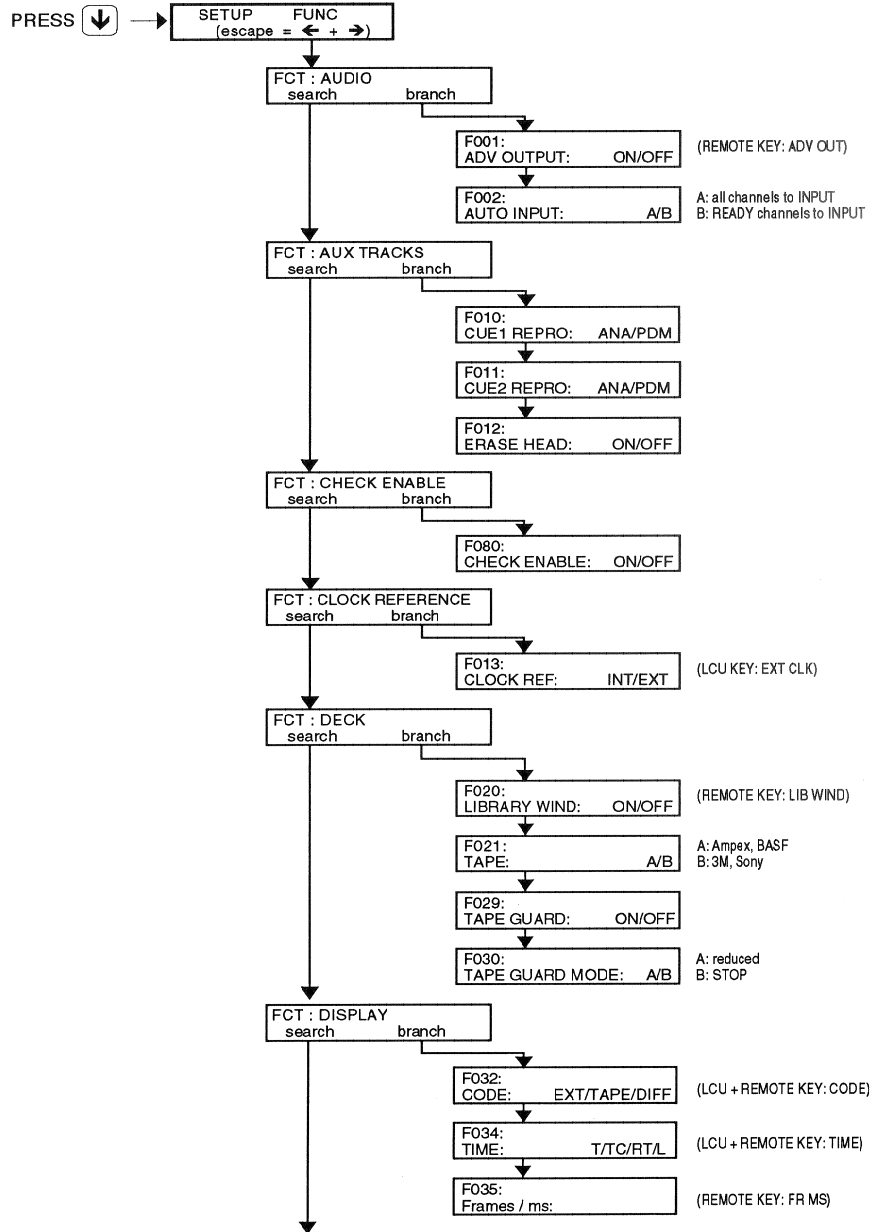 PRESS
SETUP FUNC
(escape = ← + →)
FCT : AUDIO
search branch
F001:
ADV OUTPUT: ON/OFF
(REMOTE KEY: ADV OUT)
F002:
AUTO INPUT: A/B
A: all channels to INPUT
B: READY channels to INPUT
FCT : AUX TRACKS
search branch
F010:
CUE1 REPRO: ANA/PDM
F011:
CUE2 REPRO: ANA/PDM
F012:
ERASE HEAD: ON/OFF
FCT : CHECK ENABLE
search branch
F080:
CHECK ENABLE: ON/OFF
FCT : CLOCK REFERENCE
search branch
F013:
CLOCK REF: INT/EXT
(LCU KEY: EXT CLK)
FCT : DECK
search branch
F020:
LIBRARY WIND: ON/OFF
(REMOTE KEY: LIB WIND)
F021:
TAPE: A/B
A: Ampex, BASF
B: 3M, Sony
F029:
TAPE GUARD: ON/OFF
F030:
TAPE GUARD MODE: A/B
A: reduced
B: STOP
FCT : DISPLAY
search branch
F032:
CODE: EXT/TAPE/DIFF
(LCU + REMOTE KEY: CODE)
F034:
TIME: T/TC/RT/L
(LCU + REMOTE KEY: TIME)
F035:
Frames / ms:
(REMOTE KEY: FR MS)